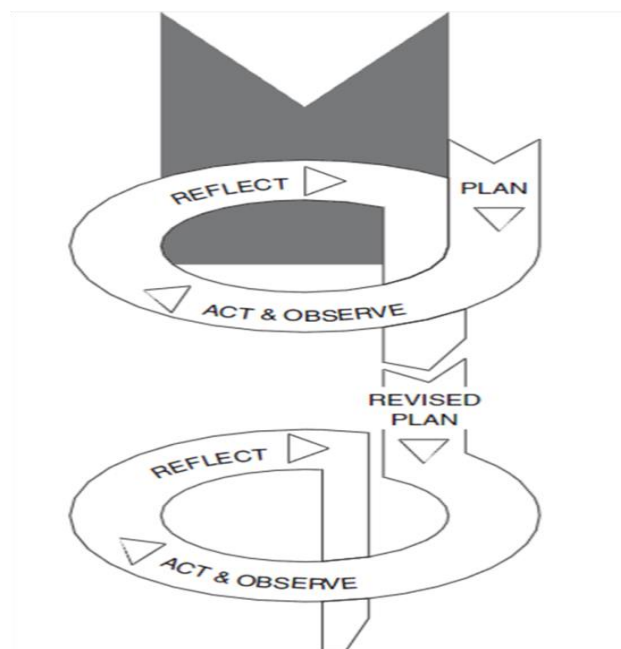 REFLECT
PLAN
ACT & OBSERVE
REVISED
PLAN
REFLECT
ACT & OBSERVE